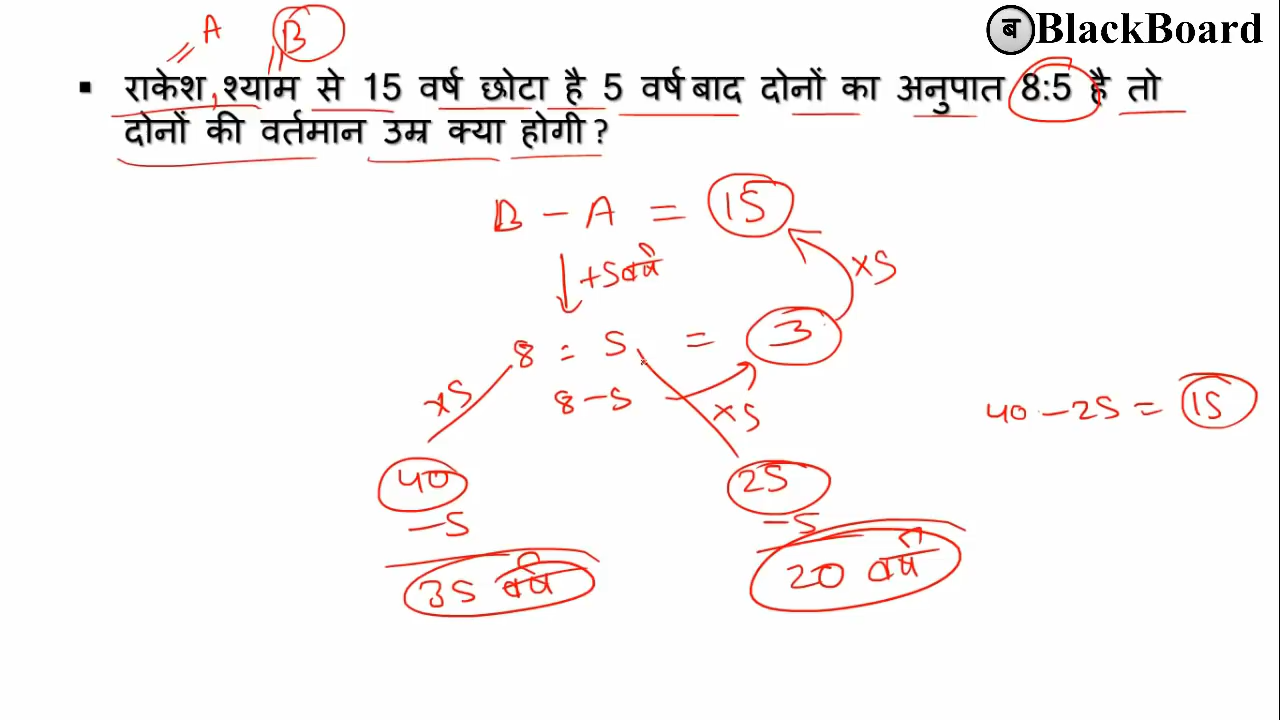 ब BlackBoard
A B
▪ राकेश, श्याम से 15 वर्ष छोटा है 5 वर्ष बाद दोनों का अनुपात 8:5 है तो
दोनों की वर्तमान उम्र क्या होगी?
B - A = 15
↓ +5 वर्ष ×5
8 : 5 = 3
×5 8-5 ×5 40-25 = 15
40 25
-5 -5
35 वर्ष 20 वर्ष